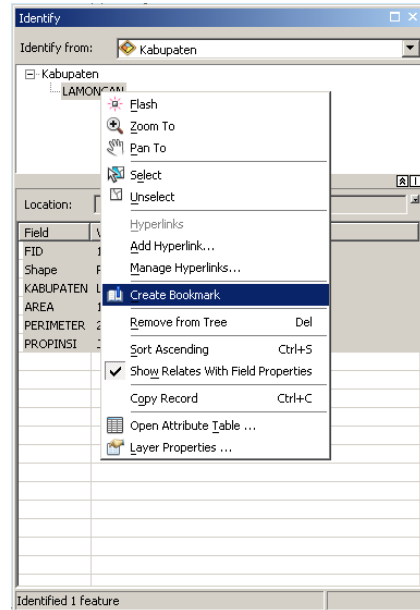 Identify
Identify from: Kabupaten
Kabupaten
LAMONGAN
Flash
Zoom To
Pan To
Select
Unselect
Hyperlinks
Add Hyperlink...
Manage Hyperlinks...
Create Bookmark
Remove from Tree Del
Sort Ascending Ctrl+S
Show Relates With Field Properties
Copy Record Ctrl+C
Open Attribute Table ...
Layer Properties ...
Location:
Field
FID
Shape
KABUPATEN
AREA
PERIMETER
PROPINSI
Identified 1 feature